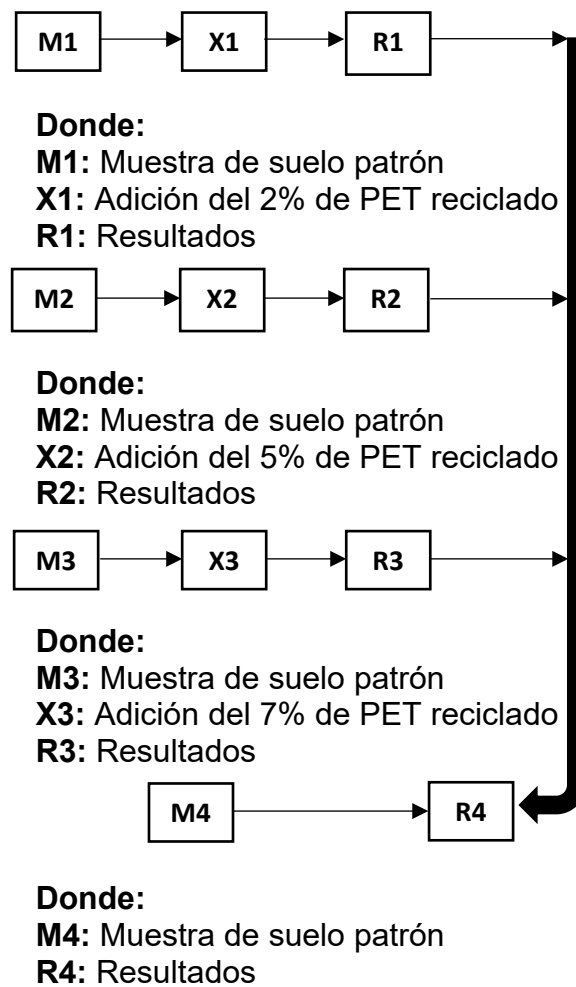 M1 X1 R1
Donde:
M1: Muestra de suelo patrón
X1: Adición del 2% de PET reciclado
R1: Resultados
M2 X2 R2
Donde:
M2: Muestra de suelo patrón
X2: Adición del 5% de PET reciclado
R2: Resultados
M3 X3 R3
Donde:
M3: Muestra de suelo patrón
X3: Adición del 7% de PET reciclado
R3: Resultados
M4 R4
Donde:
M4: Muestra de suelo patrón
R4: Resultados